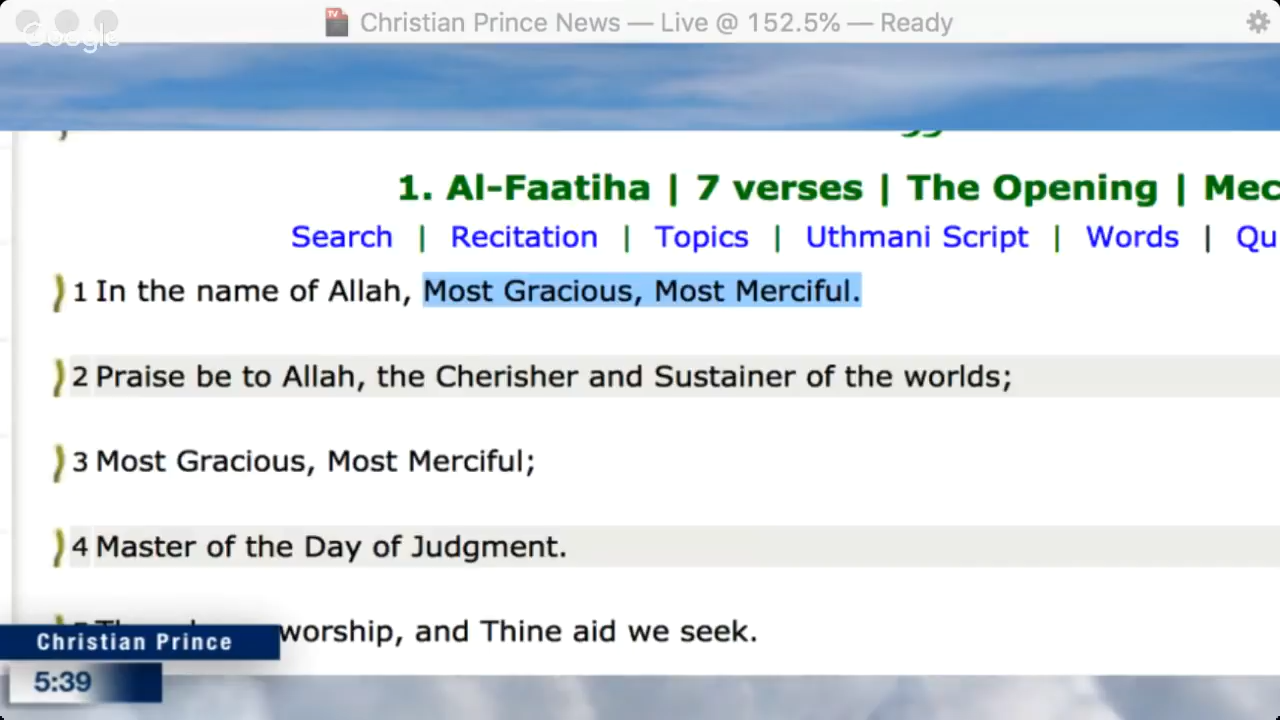 Christian Prince News — Live @ 152.5% — Ready
Google
1. Al-Faatiha | 7 verses | The Opening |
Search | Recitation | Topics | Uthmani Script | Words |
1 In the name of Allah, Most Gracious, Most Merciful.
2 Praise be to Allah, the Cherisher and Sustainer of the worlds;
3 Most Gracious, Most Merciful;
4 Master of the Day of Judgment.
worship, and Thine aid we seek.
Christian Prince
5:39